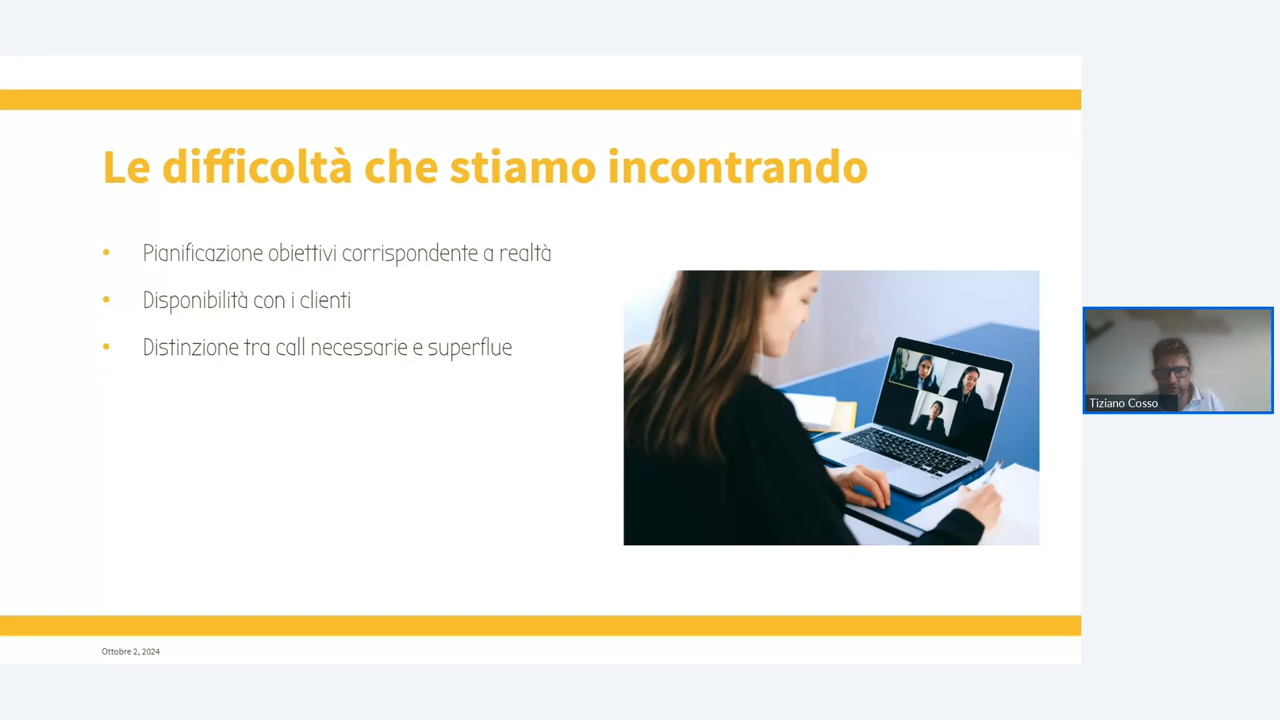 Le difficoltà che stiamo incontrando
• Pianificazione obiettivi corrispondente a realtà
• Disponibilità con i clienti
• Distinzione tra call necessarie e superflue
Tiziano Cosso
Ottobre 2, 2024